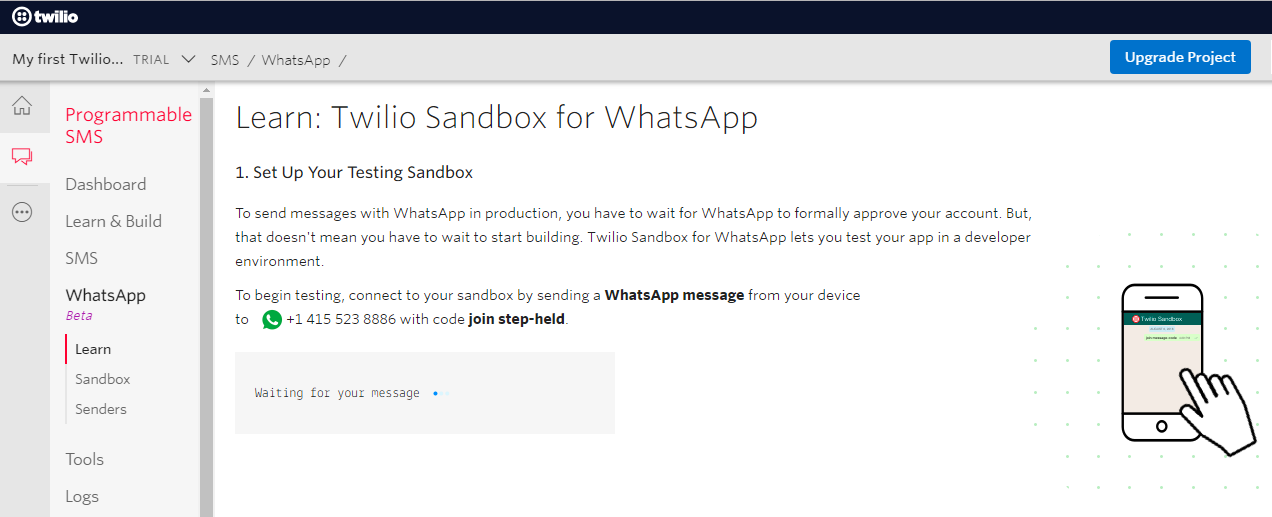 twilio
My first Twilio... TRIAL SMS / WhatsApp /
Upgrade Project
Programmable
SMS
Dashboard
Learn & Build
SMS
WhatsApp
Beta
Learn
Sandbox
Senders
Tools
Logs
Learn: Twilio Sandbox for WhatsApp
1. Set Up Your Testing Sandbox
To send messages with WhatsApp in production, you have to wait for WhatsApp to formally approve your account. But,
that doesn't mean you have to wait to start building. Twilio Sandbox for WhatsApp lets you test your app in a developer
environment.
To begin testing, connect to your sandbox by sending a WhatsApp message from your device
to +1 415 523 8886 with code join step-held.
Waiting for your message
Twilio Sandbox